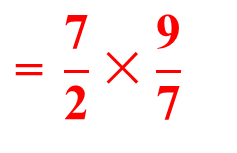 = 7/2 × 9/7